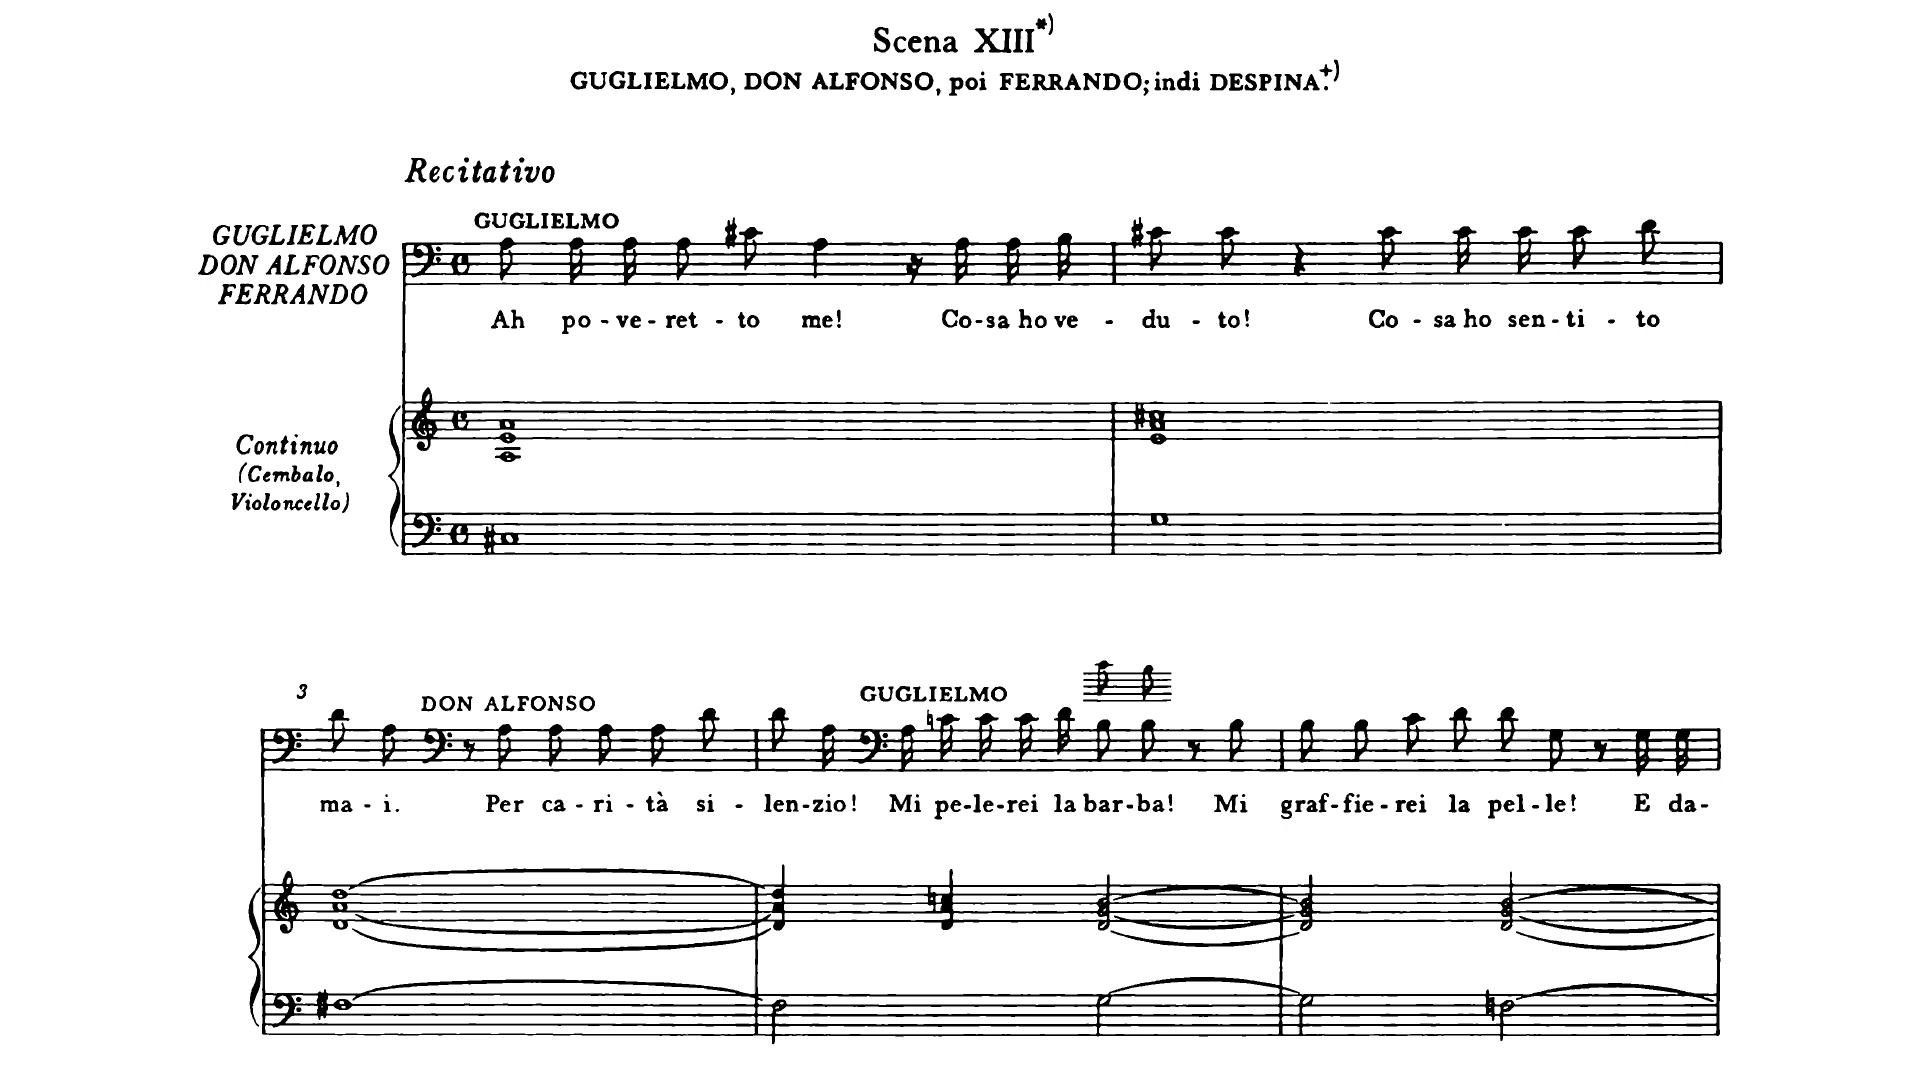 Scena XIII*)
GUGLIELMO, DON ALFONSO, poi FERRANDO; indi DESPINA.+)
Recitativo
GUGLIELMO
GUGLIELMO
DON ALFONSO
FERRANDO
Ah po-ve-ret-to me! Co-sa ho ve-du-to! Co-sa ho sen-ti-to
Continuo
(Cembalo,
Violoncello)
3
DON ALFONSO
GUGLIELMO
ma-i. Per ca-ri-tà si-len-zio! Mi pe-le-rei la bar-ba! Mi graf-fie-rei la pel-le! E da-